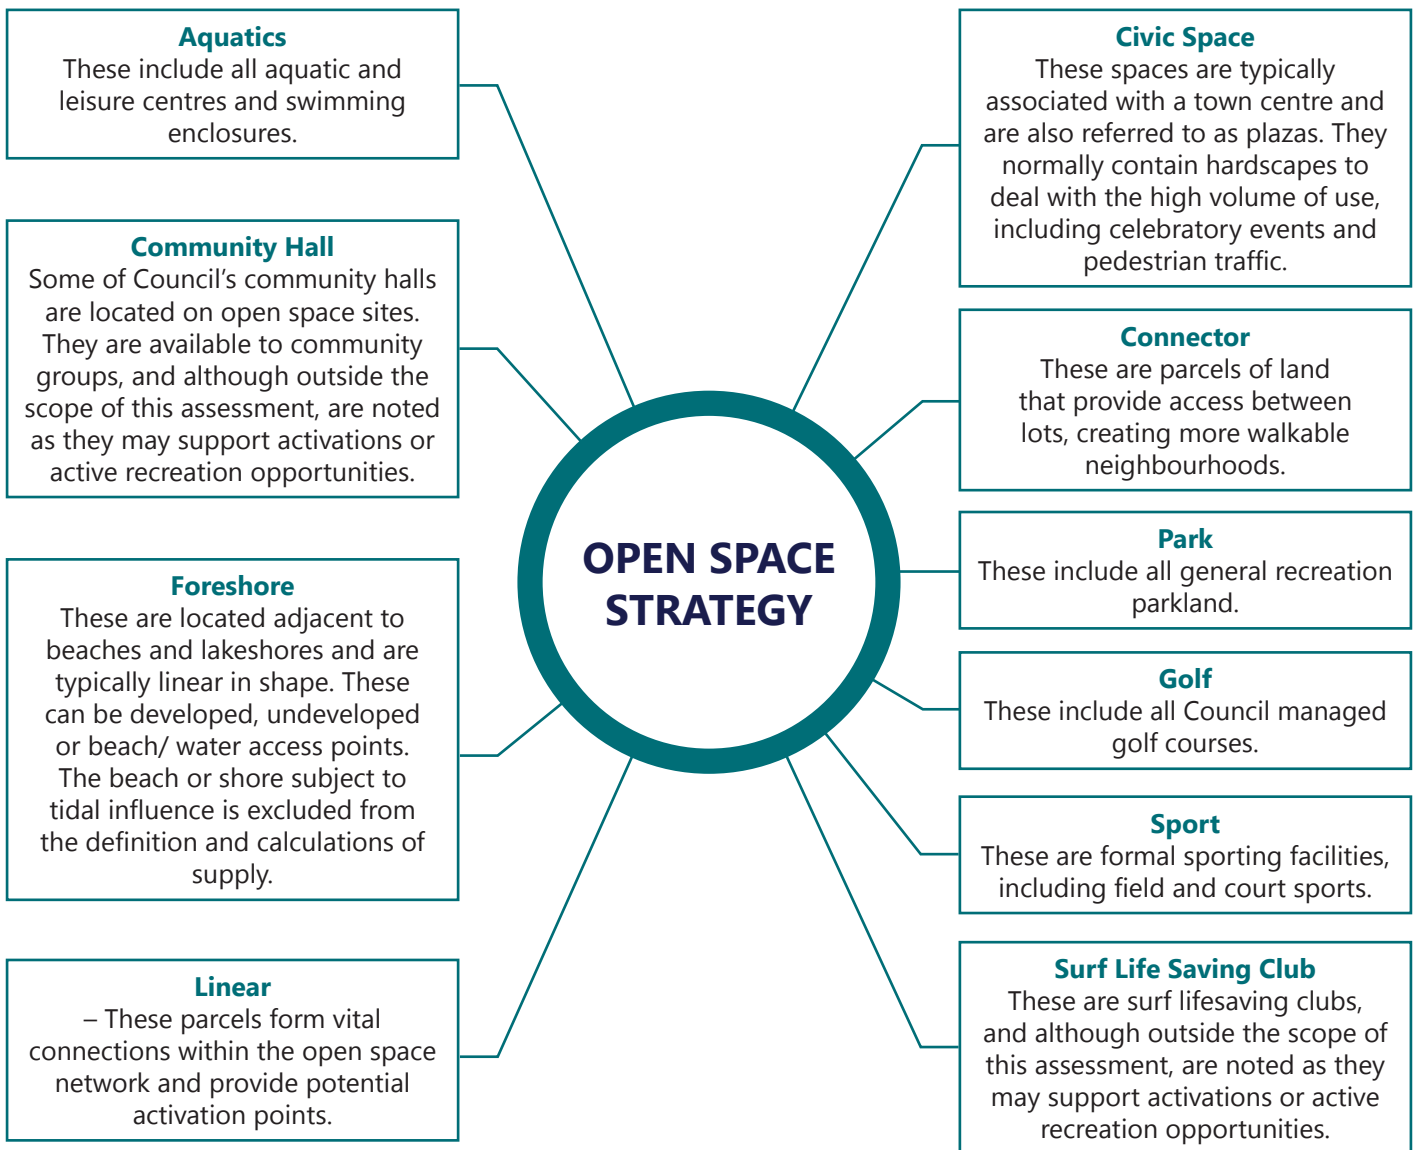 Aquatics
These include all aquatic and
leisure centres and swimming
enclosures.
Community Hall
Some of Council’s community halls
are located on open space sites.
They are available to community
groups, and although outside the
scope of this assessment, are noted
as they may support activations or
active recreation opportunities.
Foreshore
These are located adjacent to
beaches and lakeshores and are
typically linear in shape. These
can be developed, undeveloped
or beach/ water access points.
The beach or shore subject to
tidal influence is excluded from
the definition and calculations of
supply.
Linear
– These parcels form vital
connections within the open space
network and provide potential
activation points.
OPEN SPACE
STRATEGY
Civic Space
These spaces are typically
associated with a town centre and
are also referred to as plazas. They
normally contain hardscapes to
deal with the high volume of use,
including celebratory events and
pedestrian traffic.
Connector
These are parcels of land
that provide access between
lots, creating more walkable
neighbourhoods.
Park
These include all general recreation
parkland.
Golf
These include all Council managed
golf courses.
Sport
These are formal sporting facilities,
including field and court sports.
Surf Life Saving Club
These are surf lifesaving clubs,
and although outside the scope of
this assessment, are noted as they
may support activations or active
recreation opportunities.